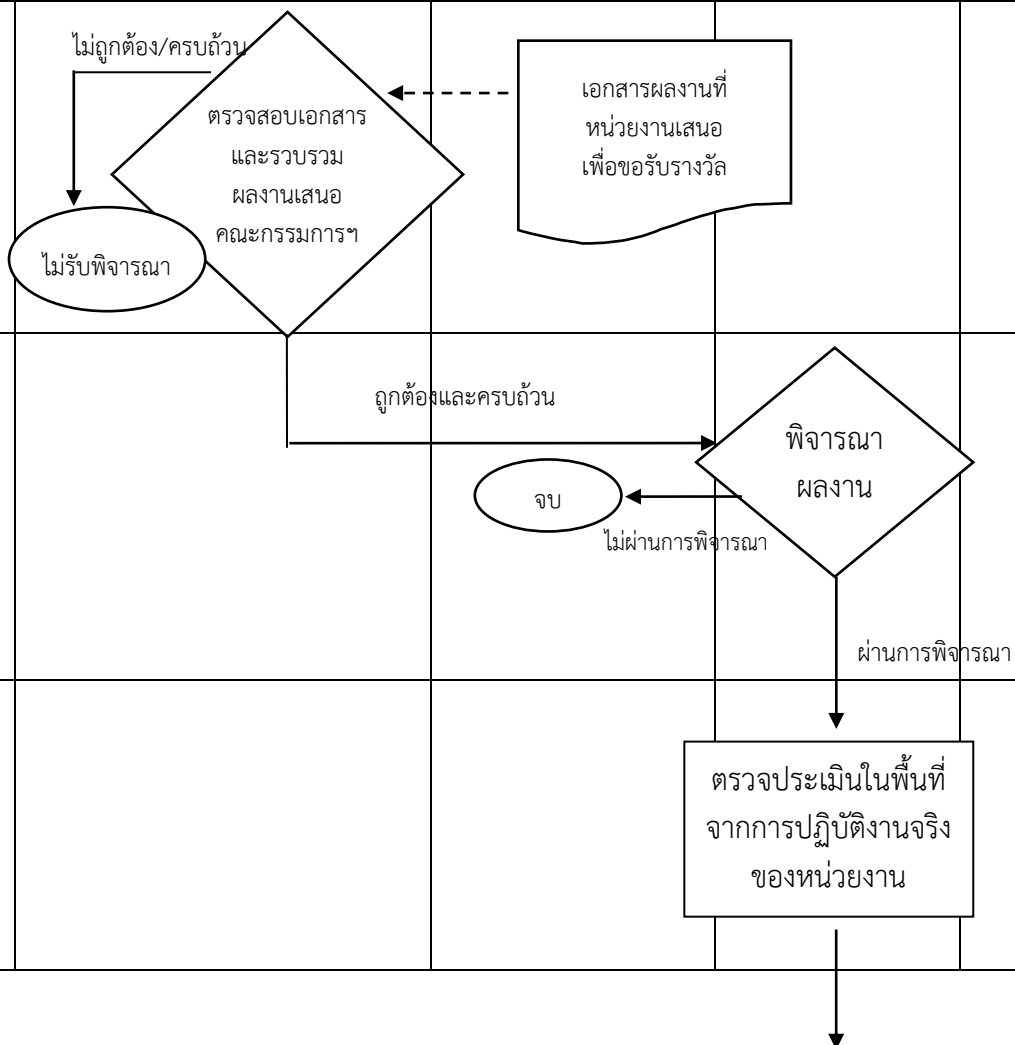 ไม่ถูกต้อง/ครบถ้วน
ตรวจสอบเอกสาร
และรวบรวม
ผลงานเสนอ
คณะกรรมการฯ
เอกสารผลงานที่
หน่วยงานเสนอ
เพื่อขอรับรางวัล
ไม่รับพิจารณา
ถูกต้องและครบถ้วน
พิจารณา
ผลงาน
จบ
ไม่ผ่านการพิจารณา
ผ่านการพิจารณา
ตรวจประเมินในพื้นที่
จากการปฏิบัติงานจริง
ของหน่วยงาน